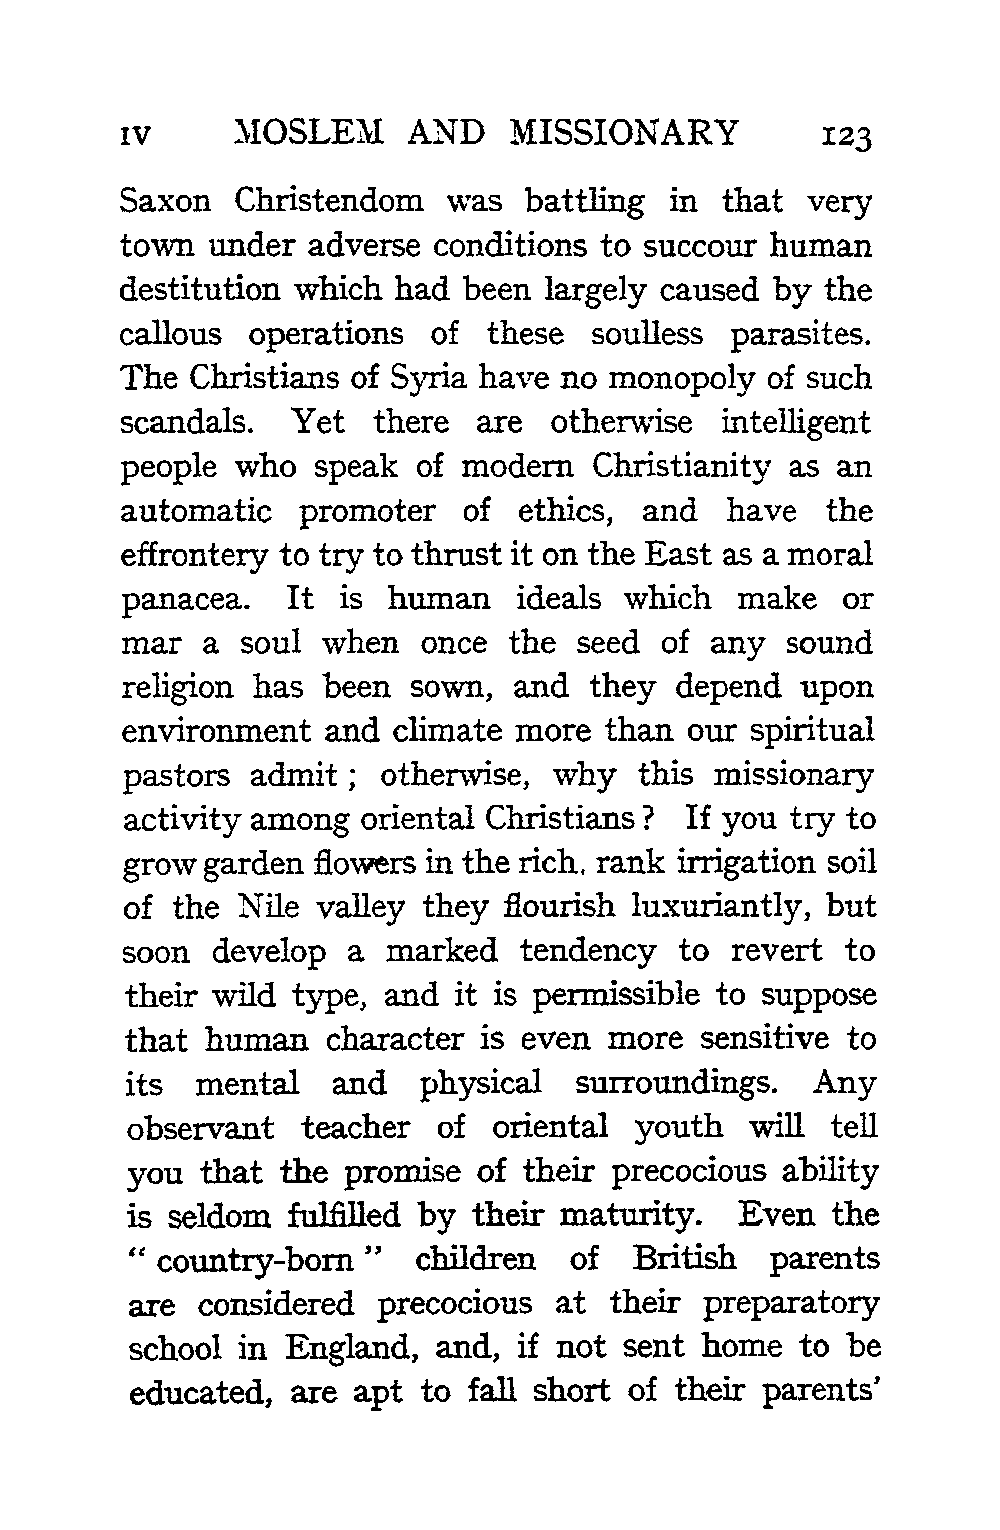 IV MOSLEM AND MISSIONARY 123
Saxon Christendom was battling in that very
town under adverse conditions to succour human
destitution which had been largely caused by the
callous operations of these soulless parasites.
The Christians of Syria have no monopoly of such
scandals. Yet there are otherwise intelligent
people who speak of modern Christianity as an
automatic promoter of ethics, and have the
effrontery to try to thrust it on the East as a moral
panacea. It is human ideals which make or
mar a soul when once the seed of any sound
religion has been sown, and they depend upon
environment and climate more than our spiritual
pastors admit ; otherwise, why this missionary
activity among oriental Christians ? If you try to
grow garden flowers in the rich, rank irrigation soil
of the Nile valley they flourish luxuriantly, but
soon develop a marked tendency to revert to
their wild type, and it is permissible to suppose
that human character is even more sensitive to
its mental and physical surroundings. Any
observant teacher of oriental youth will tell
you that the promise of their precocious ability
is seldom fulfilled by their maturity. Even the
“ country-born ” children of British parents
are considered precocious at their preparatory
school in England, and, if not sent home to be
educated, are apt to fall short of their parents’